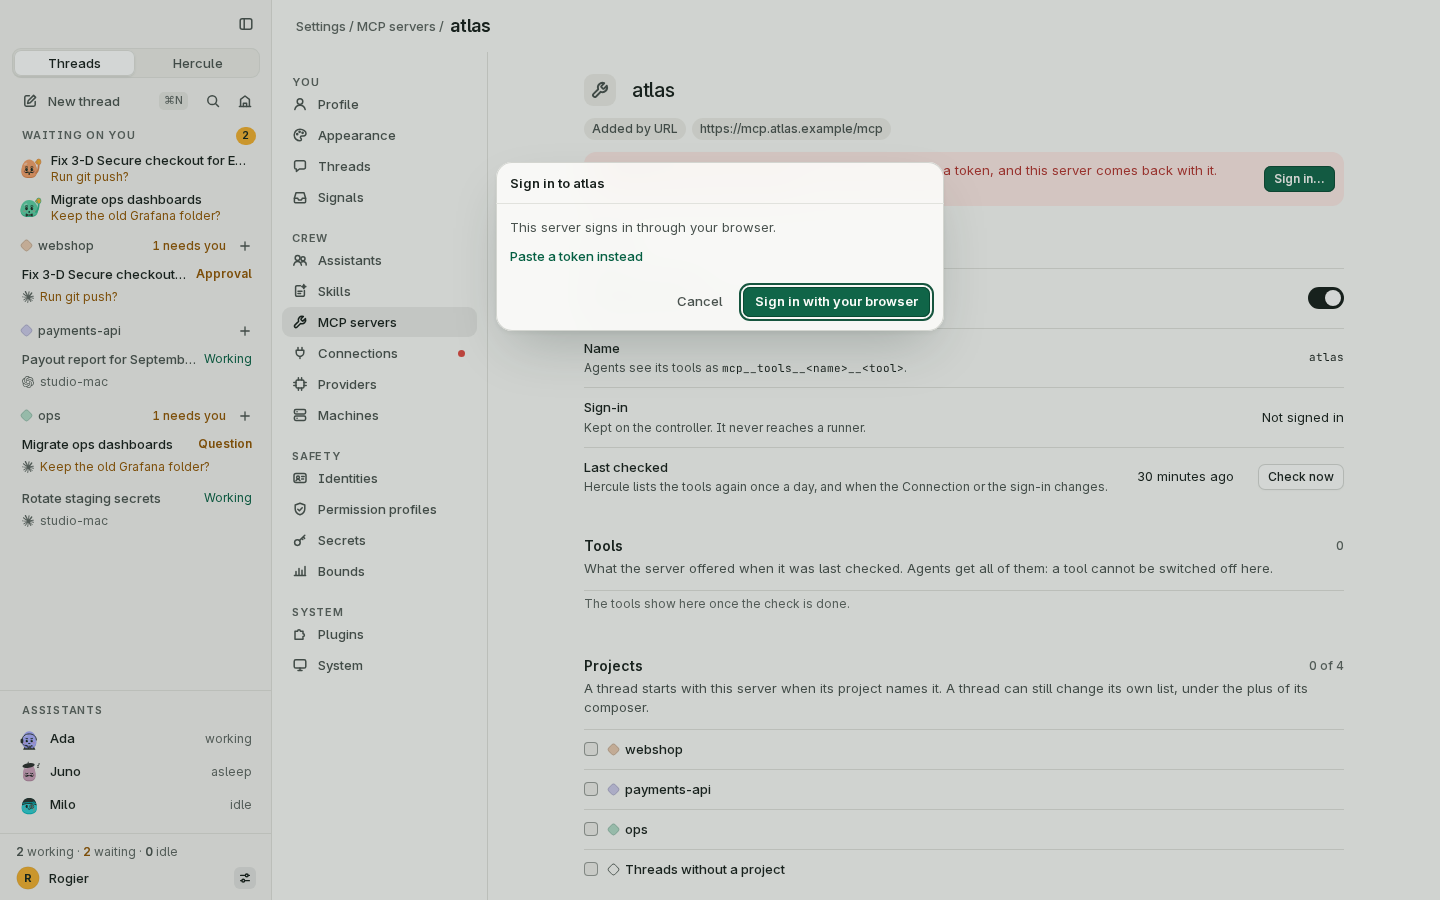 Settings / MCP servers / atlas
Threads
Hercule
New thread
⌘N
WAITING ON YOU
2
Fix 3-D Secure checkout for E…
Run git push?
Migrate ops dashboards
Keep the old Grafana folder?
webshop
1 needs you
Fix 3-D Secure checkout…
Approval
Run git push?
payments-api
Payout report for Septemb…
Working
studio-mac
ops
1 needs you
Migrate ops dashboards
Question
Keep the old Grafana folder?
Rotate staging secrets
Working
studio-mac
ASSISTANTS
Ada
working
Juno
asleep
Milo
idle
2 working · 2 waiting · 0 idle
R
Rogier
YOU
Profile
Appearance
Threads
Signals
CREW
Assistants
Skills
MCP servers
Connections
Providers
Machines
SAFETY
Identities
Permission profiles
Secrets
Bounds
SYSTEM
Plugins
System
atlas
Added by URL
https://mcp.atlas.example/mcp
a token, and this server comes back with it.
Sign in…
Sign in to atlas
This server signs in through your browser.
Paste a token instead
Cancel
Sign in with your browser
Name
Agents see its tools as mcp__tools__<name>__<tool>.
atlas
Sign-in
Kept on the controller. It never reaches a runner.
Not signed in
Last checked
Hercule lists the tools again once a day, and when the Connection or the sign-in changes.
30 minutes ago
Check now
Tools
0
What the server offered when it was last checked. Agents get all of them: a tool cannot be switched off here.
The tools show here once the check is done.
Projects
0 of 4
A thread starts with this server when its project names it. A thread can still change its own list, under the plus of its
composer.
webshop
payments-api
ops
Threads without a project